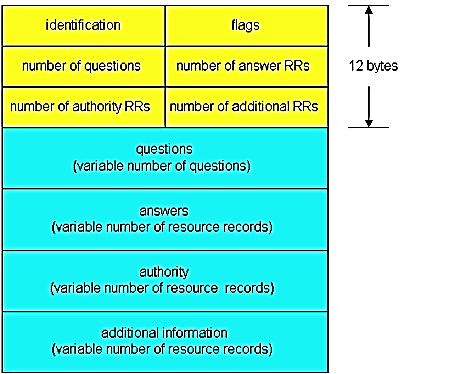 identification flags
number of questions number of answer RRs 12 bytes
number of authority RRs number of additional RRs
questions
(variable number of questions)
answers
(variable number of resource records)
authority
(variable number of resource records)
additional information
(variable number of resource records)